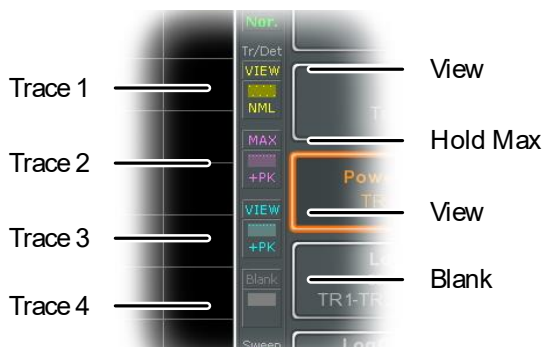 Nor.
Tr/Det
VIEW
NML
MAX
+PK
VIEW
+PK
Blank
Sweep
Trace 1
Trace 2
Trace 3
Trace 4
View
Hold Max
View
Blank